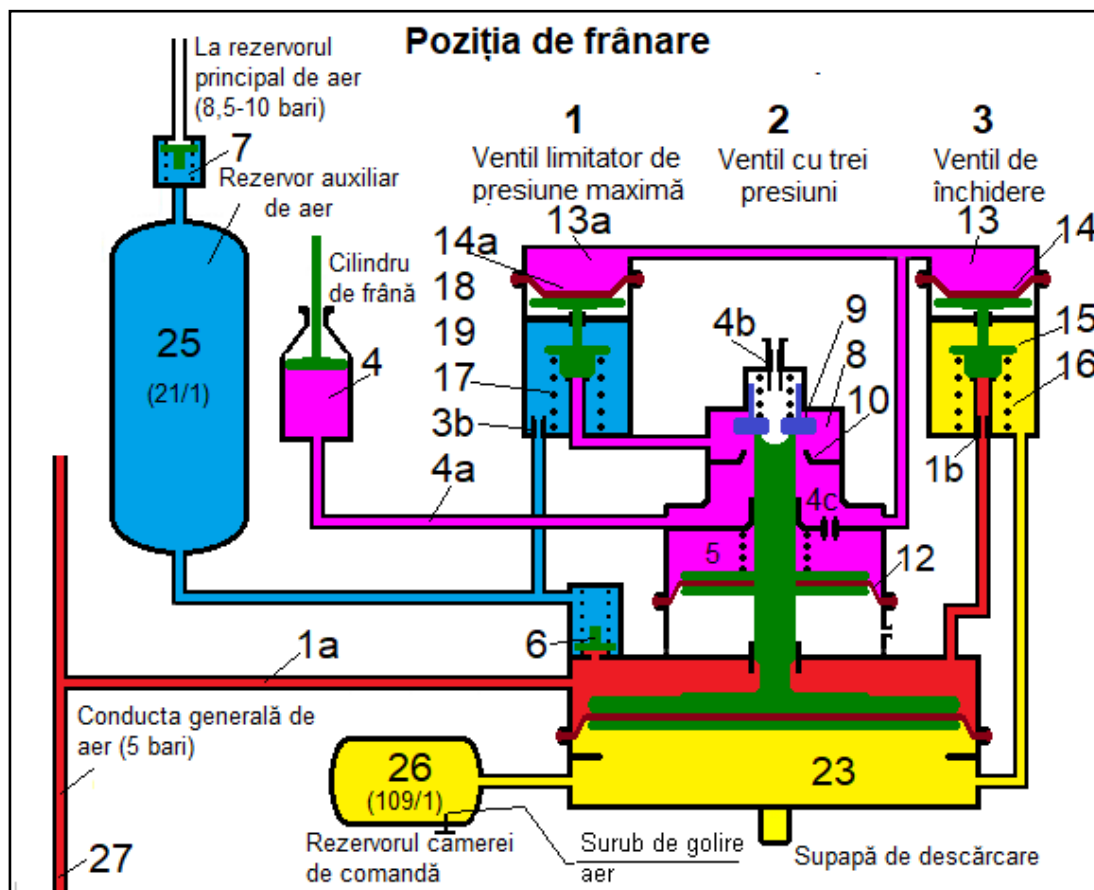 Poziția de frânare
La rezervorul
principal de aer
(8,5-10 bari)
1
2
3
7
Ventil limitator de
presiune maximă
Ventil cu trei
presiuni
Ventil de
închidere
Rezervor auxiliar
de aer
13a
13
14a
14
18
Cilindru
de frână
19
4b
9
15
25
(21/1)
4
17
8
16
3b
10
1b
4a
4c
5
12
6
1a
Conducta generală de
aer (5 bari)
26
(109/1)
23
Rezervorul camerei
de comandă
Surub de golire
aer
Supapă de descărcare
27